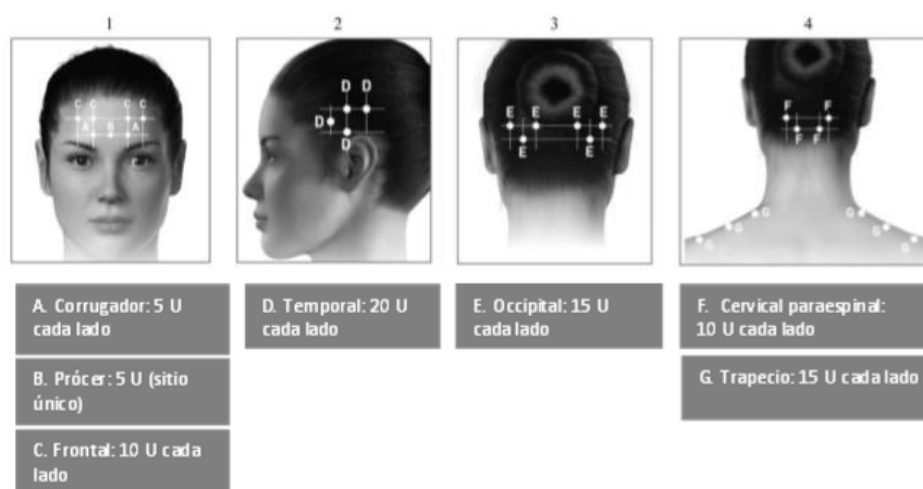 1
2
3
4
C C C C
A B A
D D
D
D
E E E E
E E
F F
F F
G G
G G
G G
A. Corrugador: 5 U
cada lado
B. Prócer: 5 U (sitio
único)
C. Frontal: 10 U cada
lado
D. Temporal: 20 U
cada lado
E. Occipital: 15 U
cada lado
F. Cervical paraespinal:
10 U cada lado
G. Trapecio: 15 U cada lado